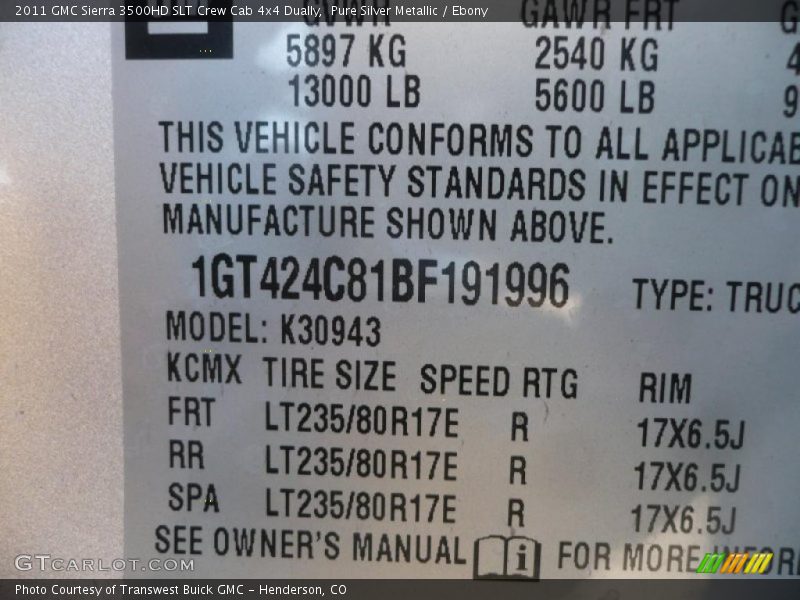 2011 GMC Sierra 3500HD SLT Crew Cab 4x4 Dually, Pure Silver Metallic / Ebony
GVWR GAWR FRT
5897 KG 2540 KG
13000 LB 5600 LB
THIS VEHICLE CONFORMS TO ALL APPLICAB
VEHICLE SAFETY STANDARDS IN EFFECT ON
MANUFACTURE SHOWN ABOVE.
1GT424C81BF191996 TYPE: TRUC
MODEL: K30943
KCMX TIRE SIZE SPEED RTG RIM
FRT LT235/80R17E R 17X6.5J
RR LT235/80R17E R 17X6.5J
SPA LT235/80R17E R 17X6.5J
SEE OWNER'S MANUAL i FOR MORE INFORM
GTCarlot.com
Photo Courtesy of Transwest Buick GMC - Henderson, CO